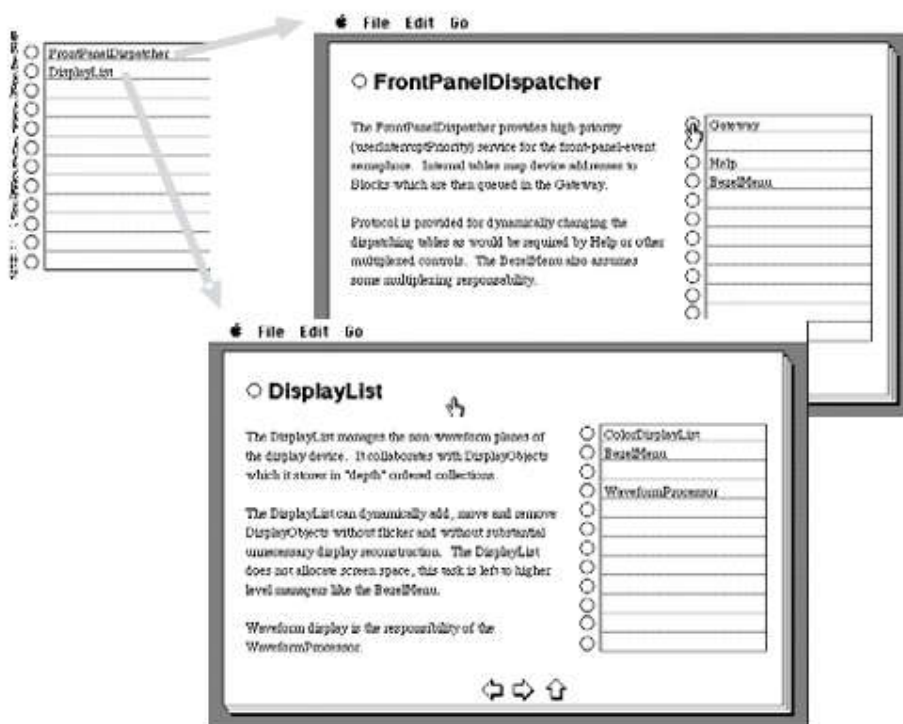 File Edit Go
FrontPanelDispatcher
DisplayList
FrontPanelDispatcher
The FrontPanelDispatcher provides high-priority
(userInterruptPriority) service for the front-panel-event
semaphore. Internal tables map device addresses to
Blocks which are then queued in the Gateway.
Protocol is provided for dynamically changing the
dispatching tables as would be required by Help or other
multiplexed controls. The BezelMenu also assumes
some multiplexing responsibility.
Gateway
Help
BezelMenu
File Edit Go
DisplayList
The DisplayList manages the non-waveform planes of
the display device. It collaborates with DisplayObjects
which it stores in "depth" ordered collections.
The DisplayList can dynamically add, move and remove
DisplayObjects without flicker and without substantial
unnecessary display reconstruction. The DisplayList
does not allocate screen space, this task is left to higher
level managers like the BezelMenu.
Waveform display is the responsibility of the
WaveformProcessor.
ColorDisplayList
BezelMenu
WaveformProcessor